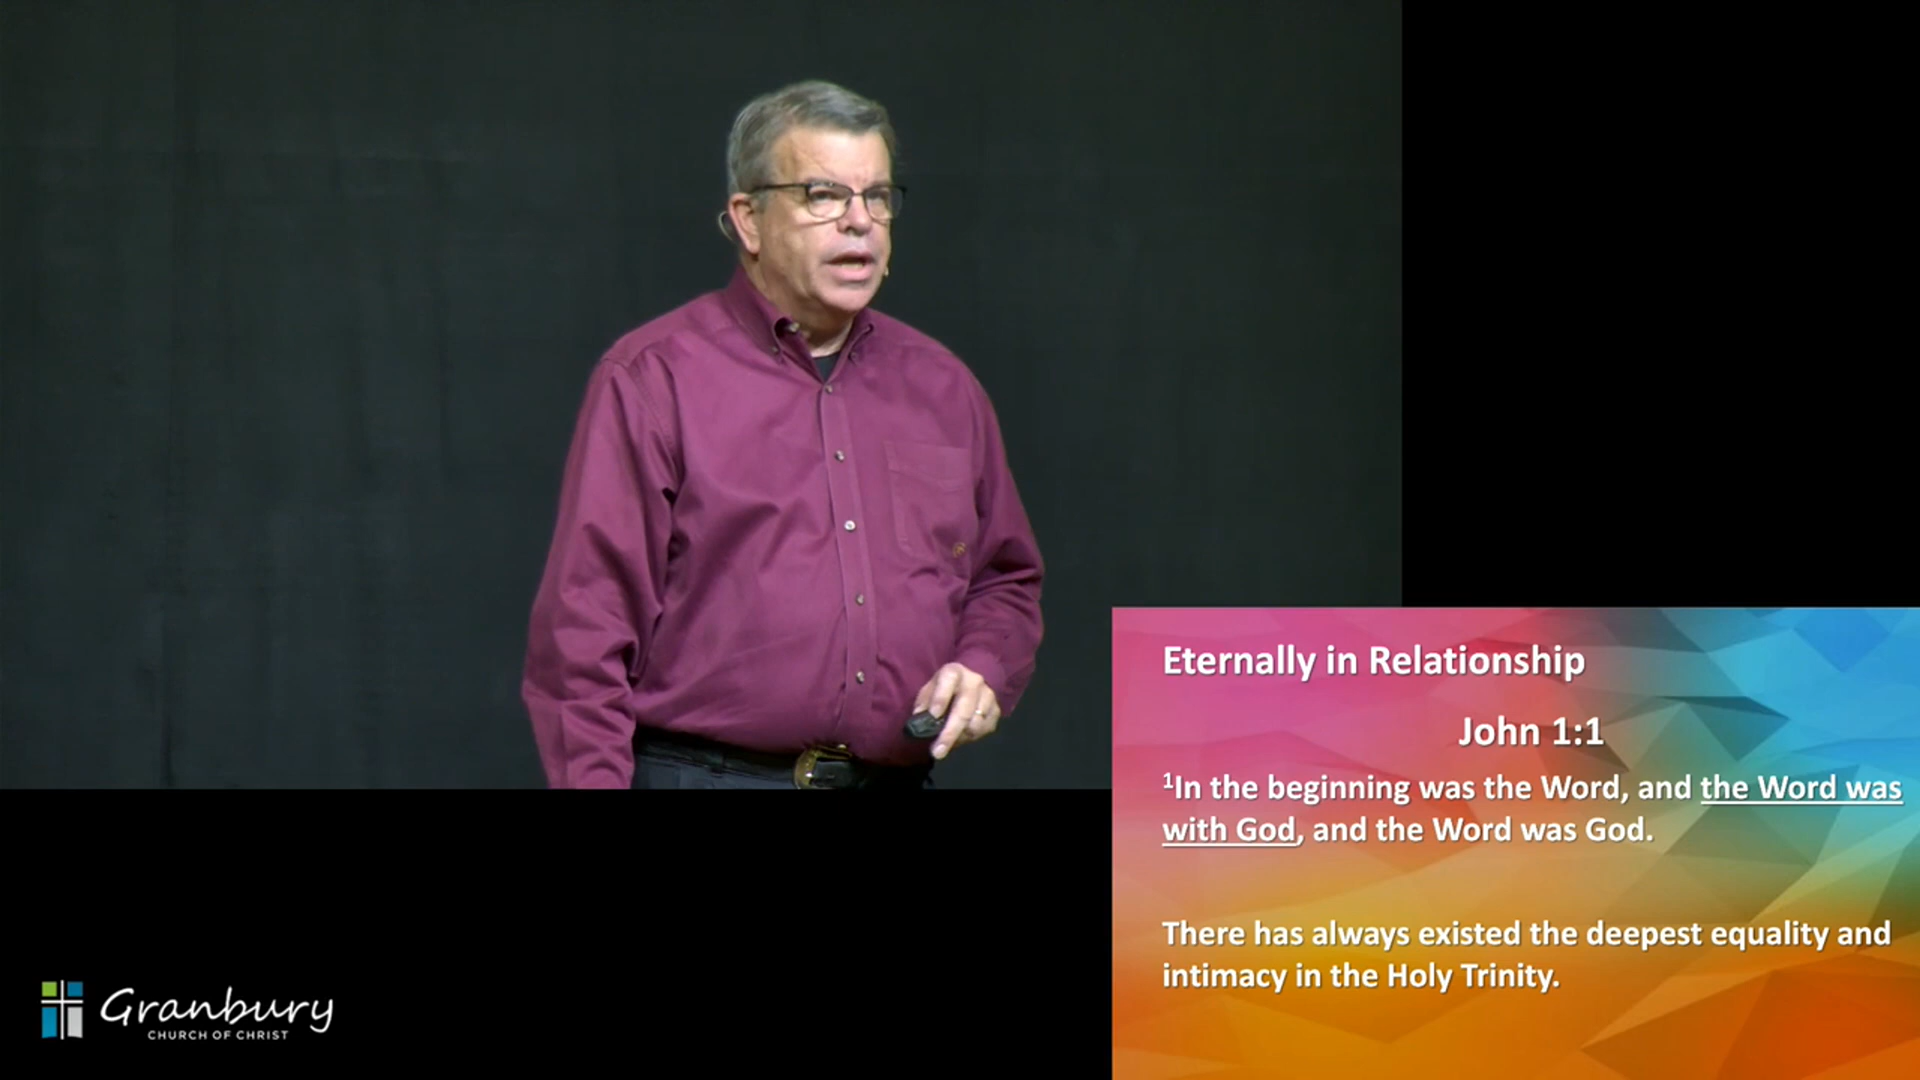 Eternally in Relationship
John 1:1
¹In the beginning was the Word, and the Word was
with God, and the Word was God.
There has always existed the deepest equality and
intimacy in the Holy Trinity.
Granbury
CHURCH OF CHRIST